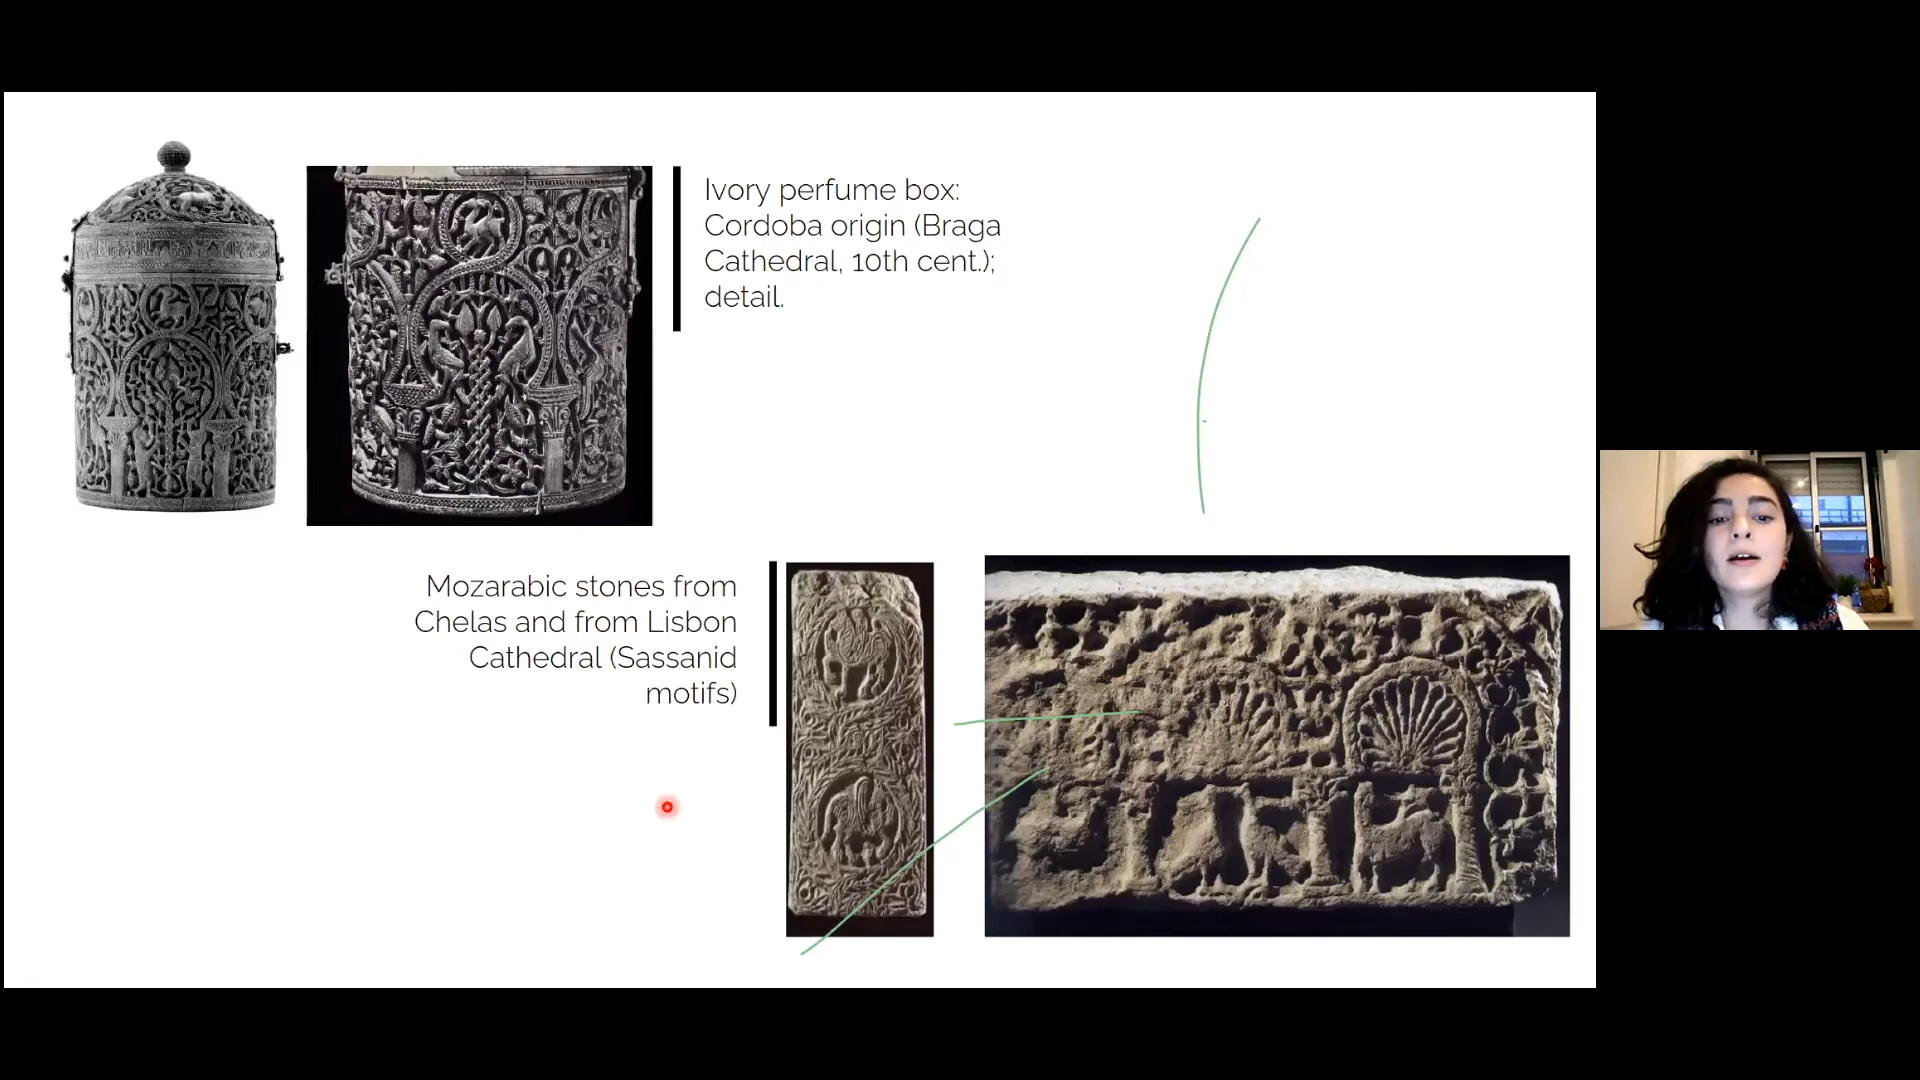 Ivory perfume box:
Cordoba origin (Braga
Cathedral, 10th cent.);
detail.
Mozarabic stones from
Chelas and from Lisbon
Cathedral (Sassanid
motifs)